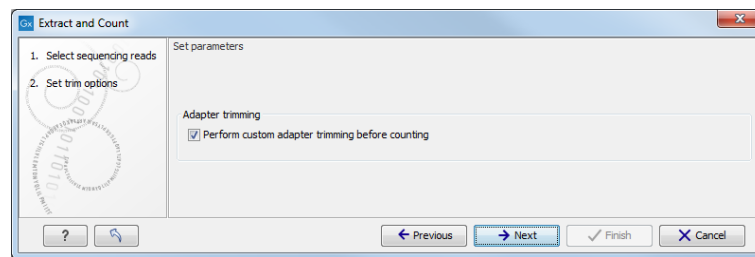 Gx Extract and Count
1. Select sequencing reads
2. Set trim options
Set parameters
Adapter trimming
Perform custom adapter trimming before counting
?
Previous
Next
Finish
Cancel